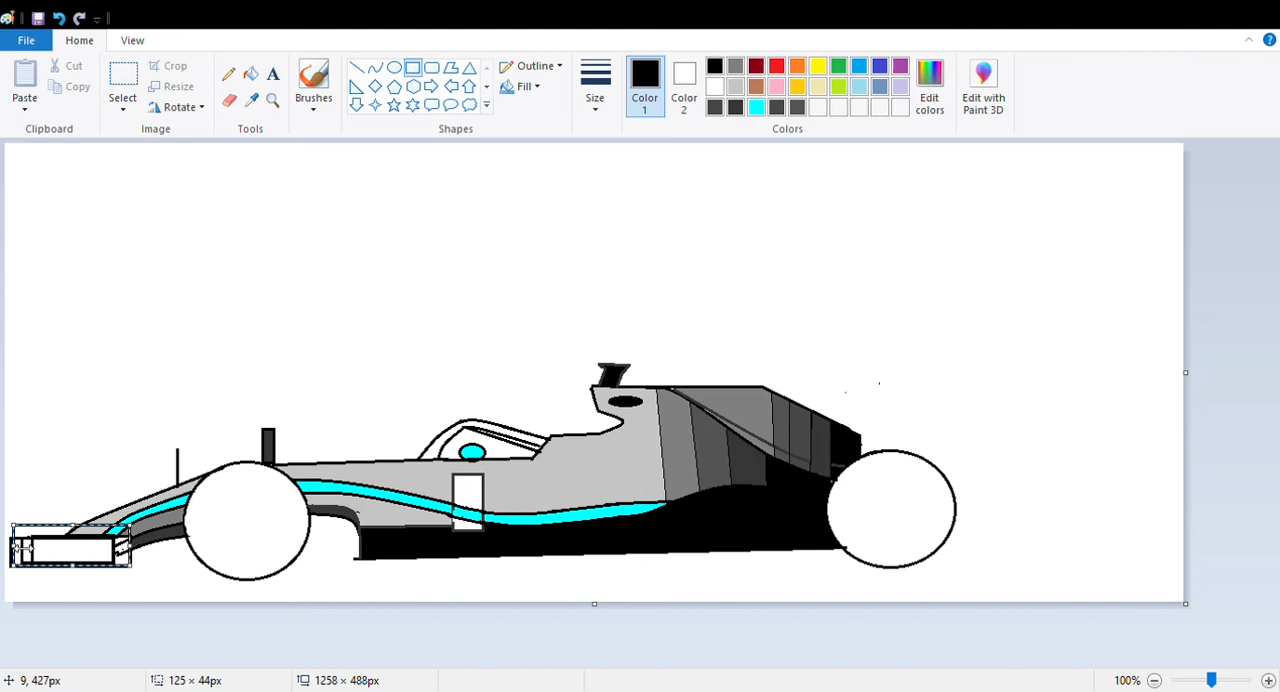 File Home View
Paste
Cut
Copy
Clipboard
Select
Crop
Resize
Rotate
Image
A
Tools
Brushes
Outline
Fill
Shapes
Size
Color
1
Color
2
Edit
colors
Colors
Edit with
Paint 3D
9, 427px 125 × 44px 1258 × 488px 100%